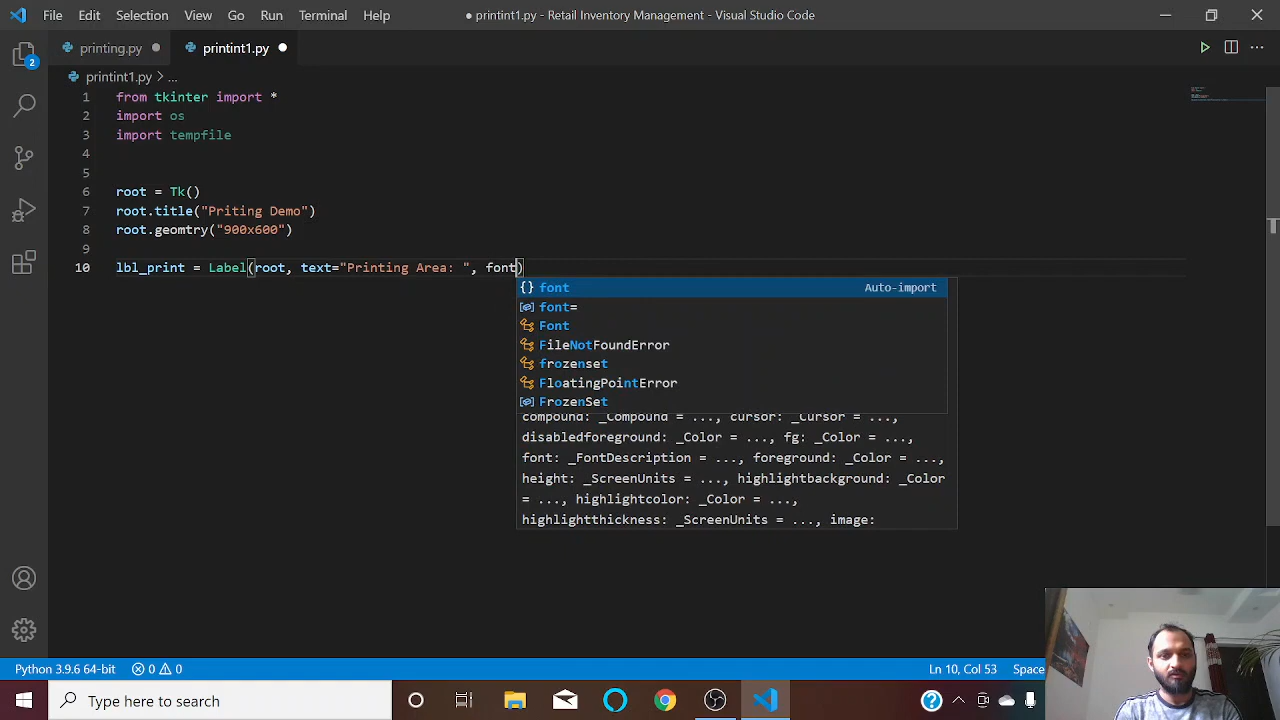 File Edit Selection View Go Run Terminal Help ● printint1.py - Retail Inventory Management - Visual Studio Code
printing.py printint1.py
printint1.py > ...
1 from tkinter import *
2 import os
3 import tempfile
4
5
6 root = Tk()
7 root.title("Priting Demo")
8 root.geomtry("900x600")
9
10 lbl_print = Label(root, text="Printing Area: ", font)
font Auto-import
font=
Font
FileNotFoundError
frozenset
FloatingPointError
FrozenSet
compound: _Compound = ..., cursor: _Cursor = ...,
disabledforeground: _Color = ..., fg: _Color = ...,
font: _FontDescription = ..., foreground: _Color = ...,
height: _ScreenUnits = ..., highlightbackground: _Color
= ..., highlightcolor: _Color = ...,
highlightthickness: _ScreenUnits = ..., image:
2
Python 3.9.6 64-bit 0 0 Ln 10, Col 53 Space
Type here to search